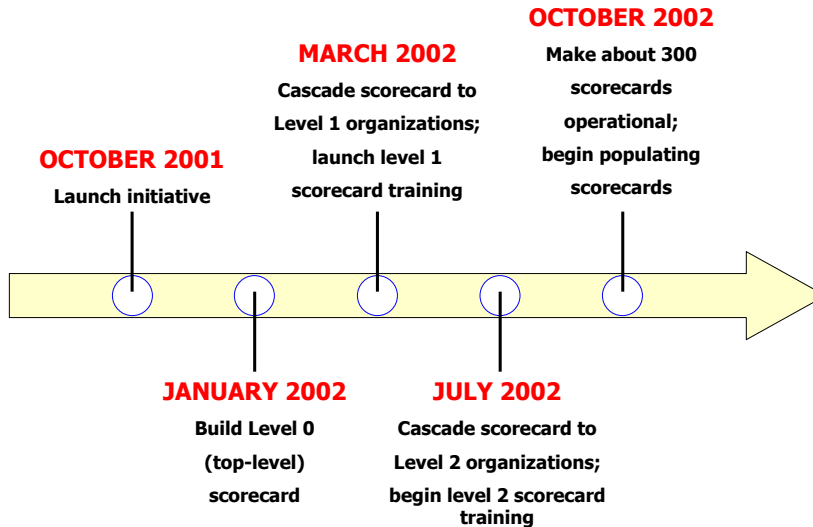 OCTOBER 2001
Launch initiative
JANUARY 2002
Build Level 0
(top-level)
scorecard
MARCH 2002
Cascade scorecard to
Level 1 organizations;
launch level 1
scorecard training
JULY 2002
Cascade scorecard to
Level 2 organizations;
begin level 2 scorecard
training
OCTOBER 2002
Make about 300
scorecards
operational;
begin populating
scorecards